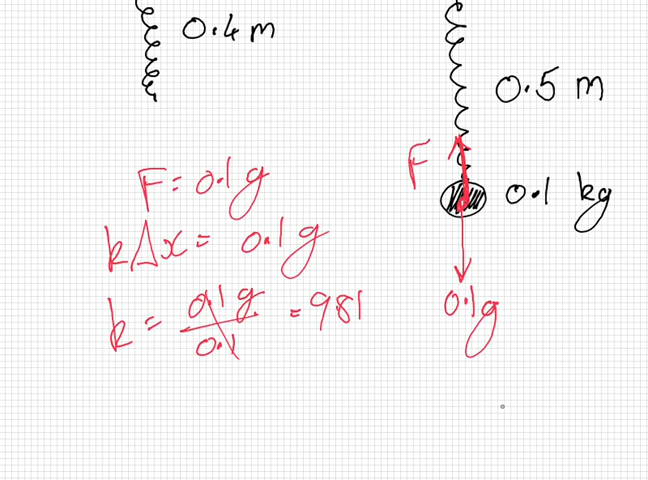 0.4 m
0.5 m
F
0.1 kg
F = 0.1g
kΔx = 0.1g
k = 0.1g / 0.1 = 981
0.1g